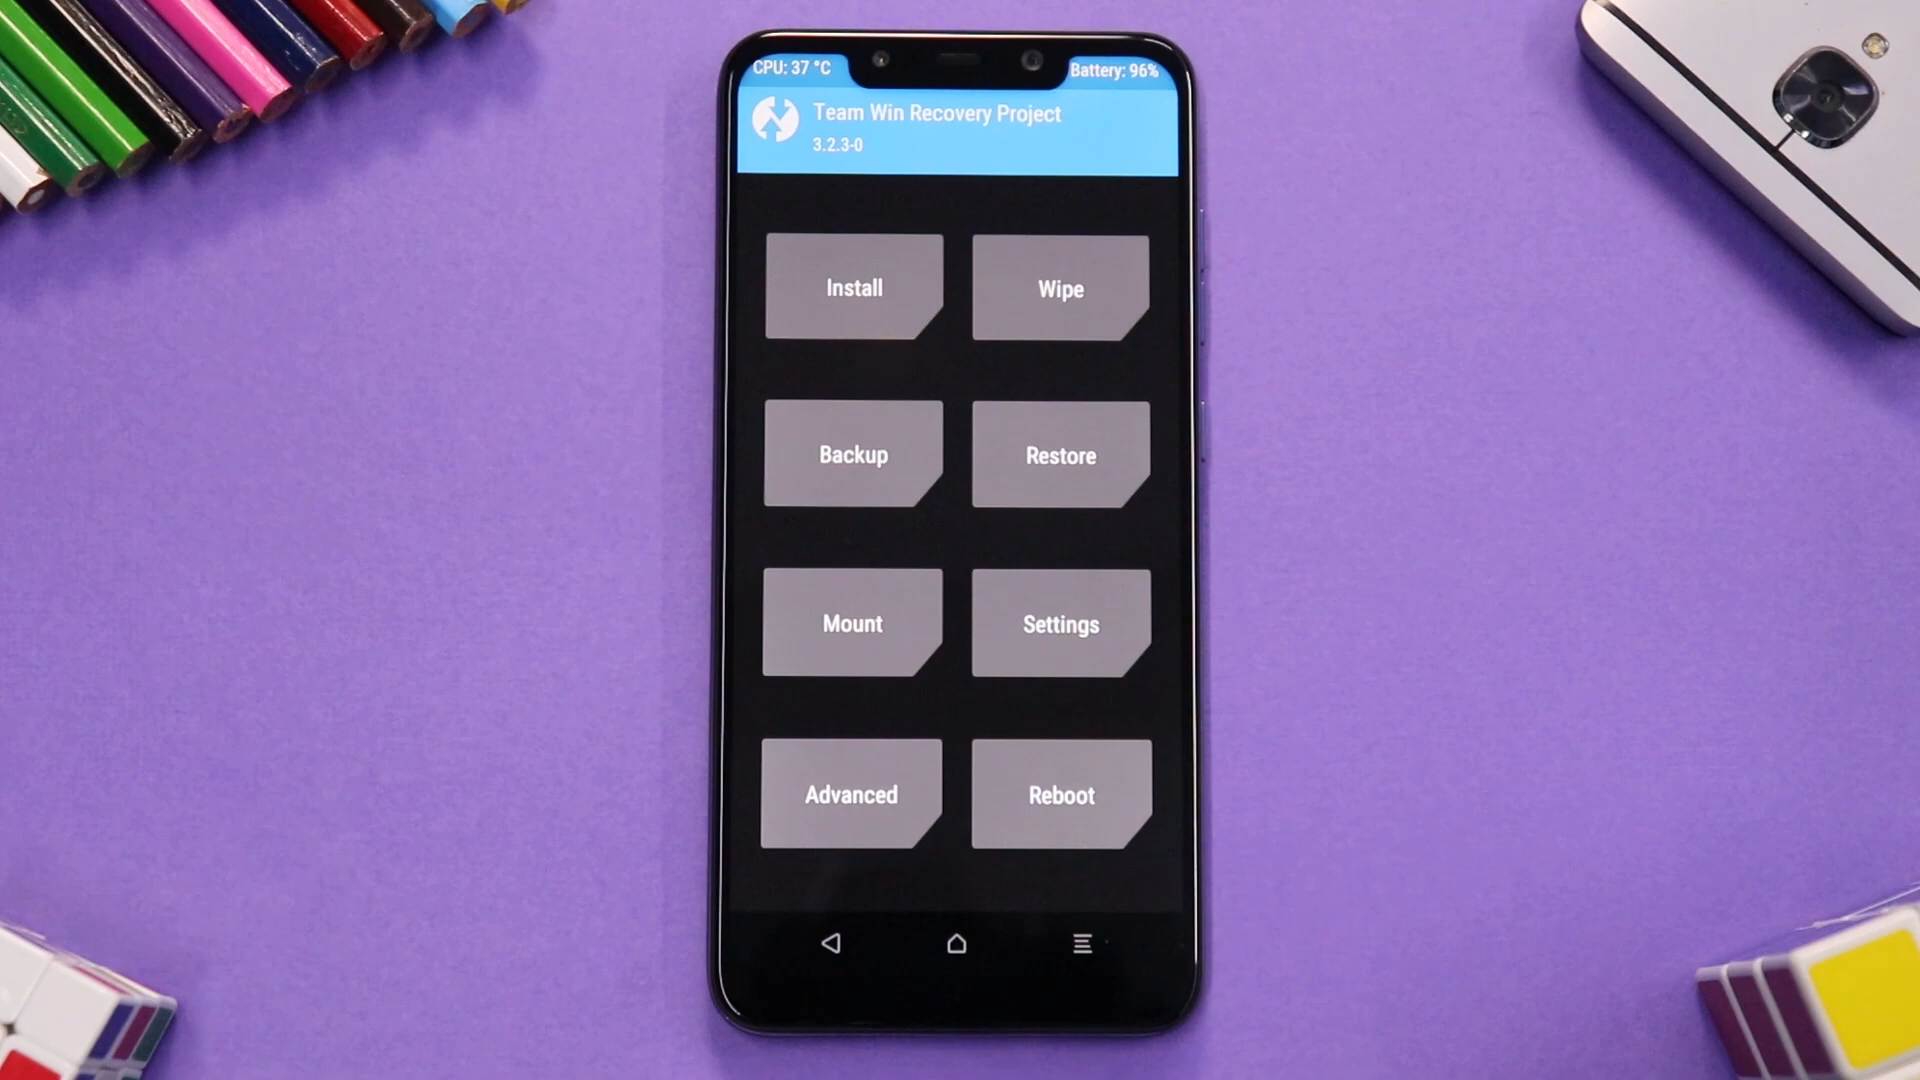 CPU: 37 °C
Battery: 96%
Team Win Recovery Project
3.2.3-0
Install
Wipe
Backup
Restore
Mount
Settings
Advanced
Reboot